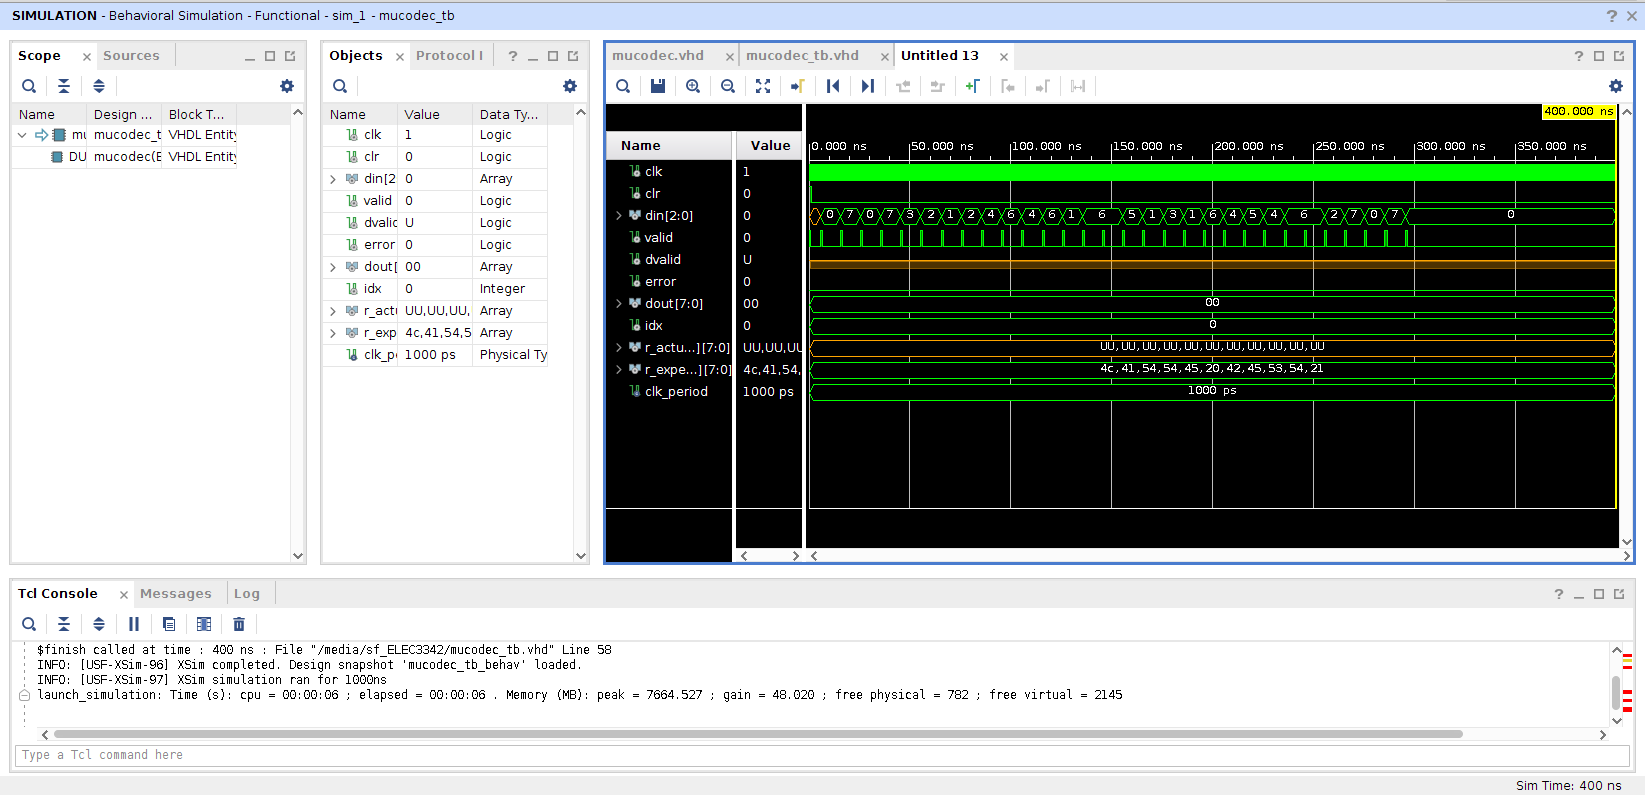 SIMULATION - Behavioral Simulation - Functional - sim_1 - mucodec_tb
Scope
Sources
Name Design ... Block T...
mu mucodec_t VHDL Entity
DU mucodec(E VHDL Entity
Objects
Protocol I
Name Value Data Ty...
clk 1 Logic
clr 0 Logic
din[2 0 Array
valid 0 Logic
dvalid U Logic
error 0 Logic
dout[ 00 Array
idx 0 Integer
r_actu UU,UU,UU, Array
r_exp 4c,41,54,5 Array
clk_pe 1000 ps Physical Ty
mucodec.vhd
mucodec_tb.vhd
Untitled 13
400.000 ns
0.000 ns 50.000 ns 100.000 ns 150.000 ns 200.000 ns 250.000 ns 300.000 ns 350.000 ns
Name Value
clk 1
clr 0
din[2:0] 0 0 7 0 7 3 2 1 2 4 6 4 6 1 6 5 1 3 1 6 4 5 4 6 2 7 0 7 0
valid 0
dvalid U
error 0
dout[7:0] 00 00
idx 0 0
r_actu...][7:0] UU,UU,UU UU,UU,UU,UU,UU,UU,UU,UU,UU,UU,UU
r_expe...][7:0] 4c,41,54, 4c,41,54,54,45,20,42,45,53,54,21
clk_period 1000 ps 1000 ps
Tcl Console
Messages
Log
$finish called at time : 400 ns : File "/media/sf_ELEC3342/mucodec_tb.vhd" Line 58
INFO: [USF-XSim-96] XSim completed. Design snapshot 'mucodec_tb_behav' loaded.
INFO: [USF-XSim-97] XSim simulation ran for 1000ns
launch_simulation: Time (s): cpu = 00:00:06 ; elapsed = 00:00:06 . Memory (MB): peak = 7664.527 ; gain = 48.020 ; free physical = 782 ; free virtual = 2145
Type a Tcl command here
Sim Time: 400 ns